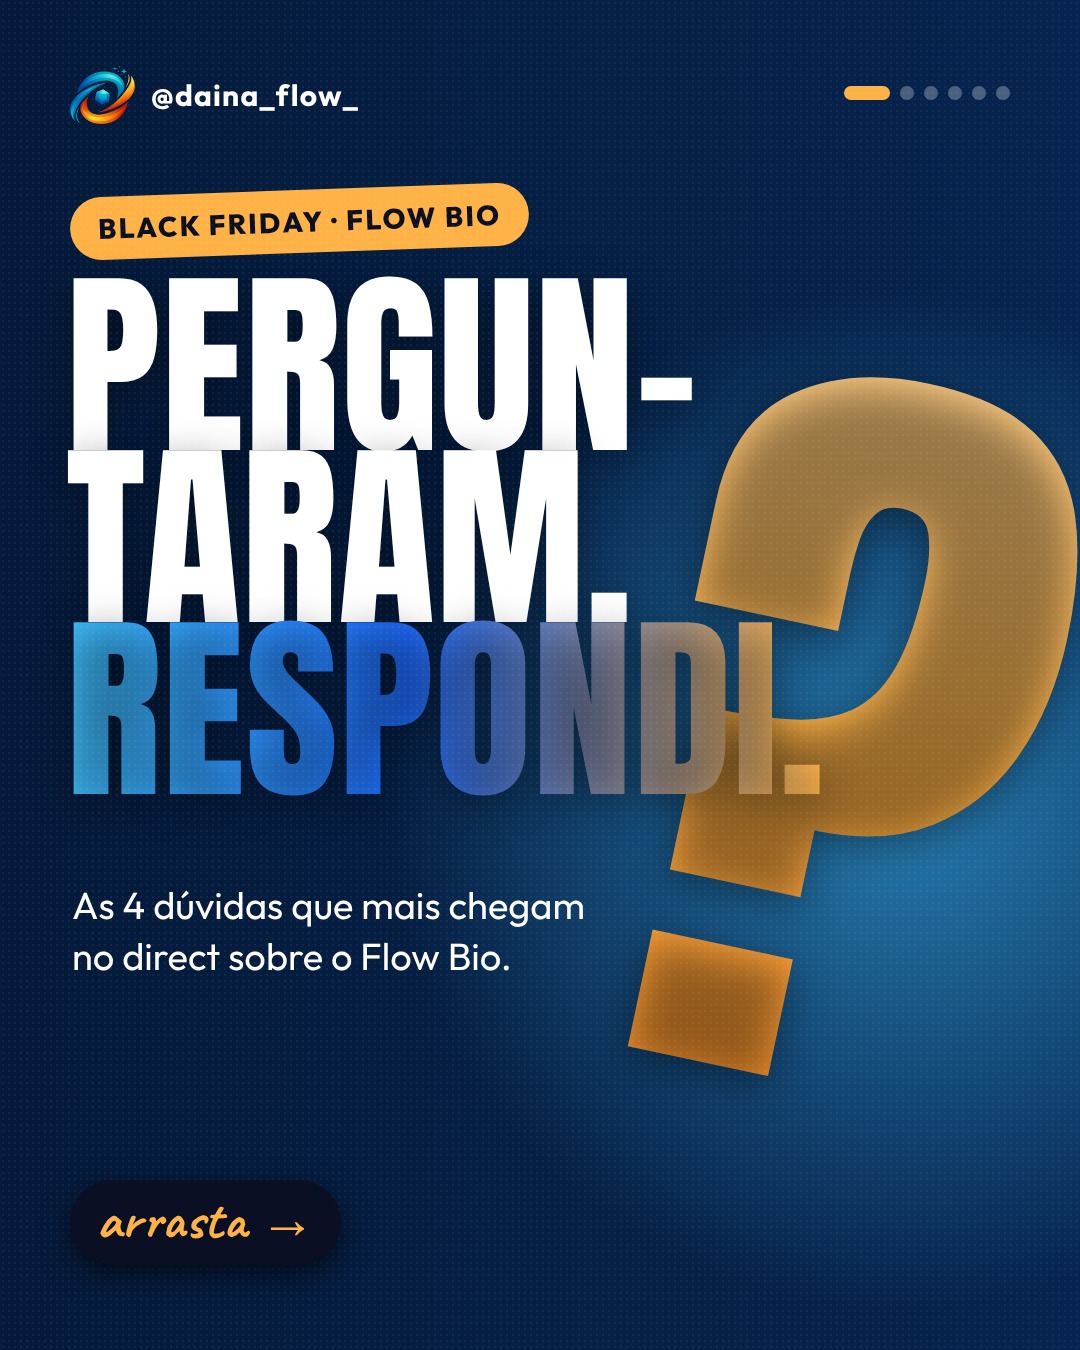 @daina_flow_
BLACK FRIDAY · FLOW BIO
PERGUN-
TARAM.
RESPONDI.
?
As 4 dúvidas que mais chegam
no direct sobre o Flow Bio.
arrasta →